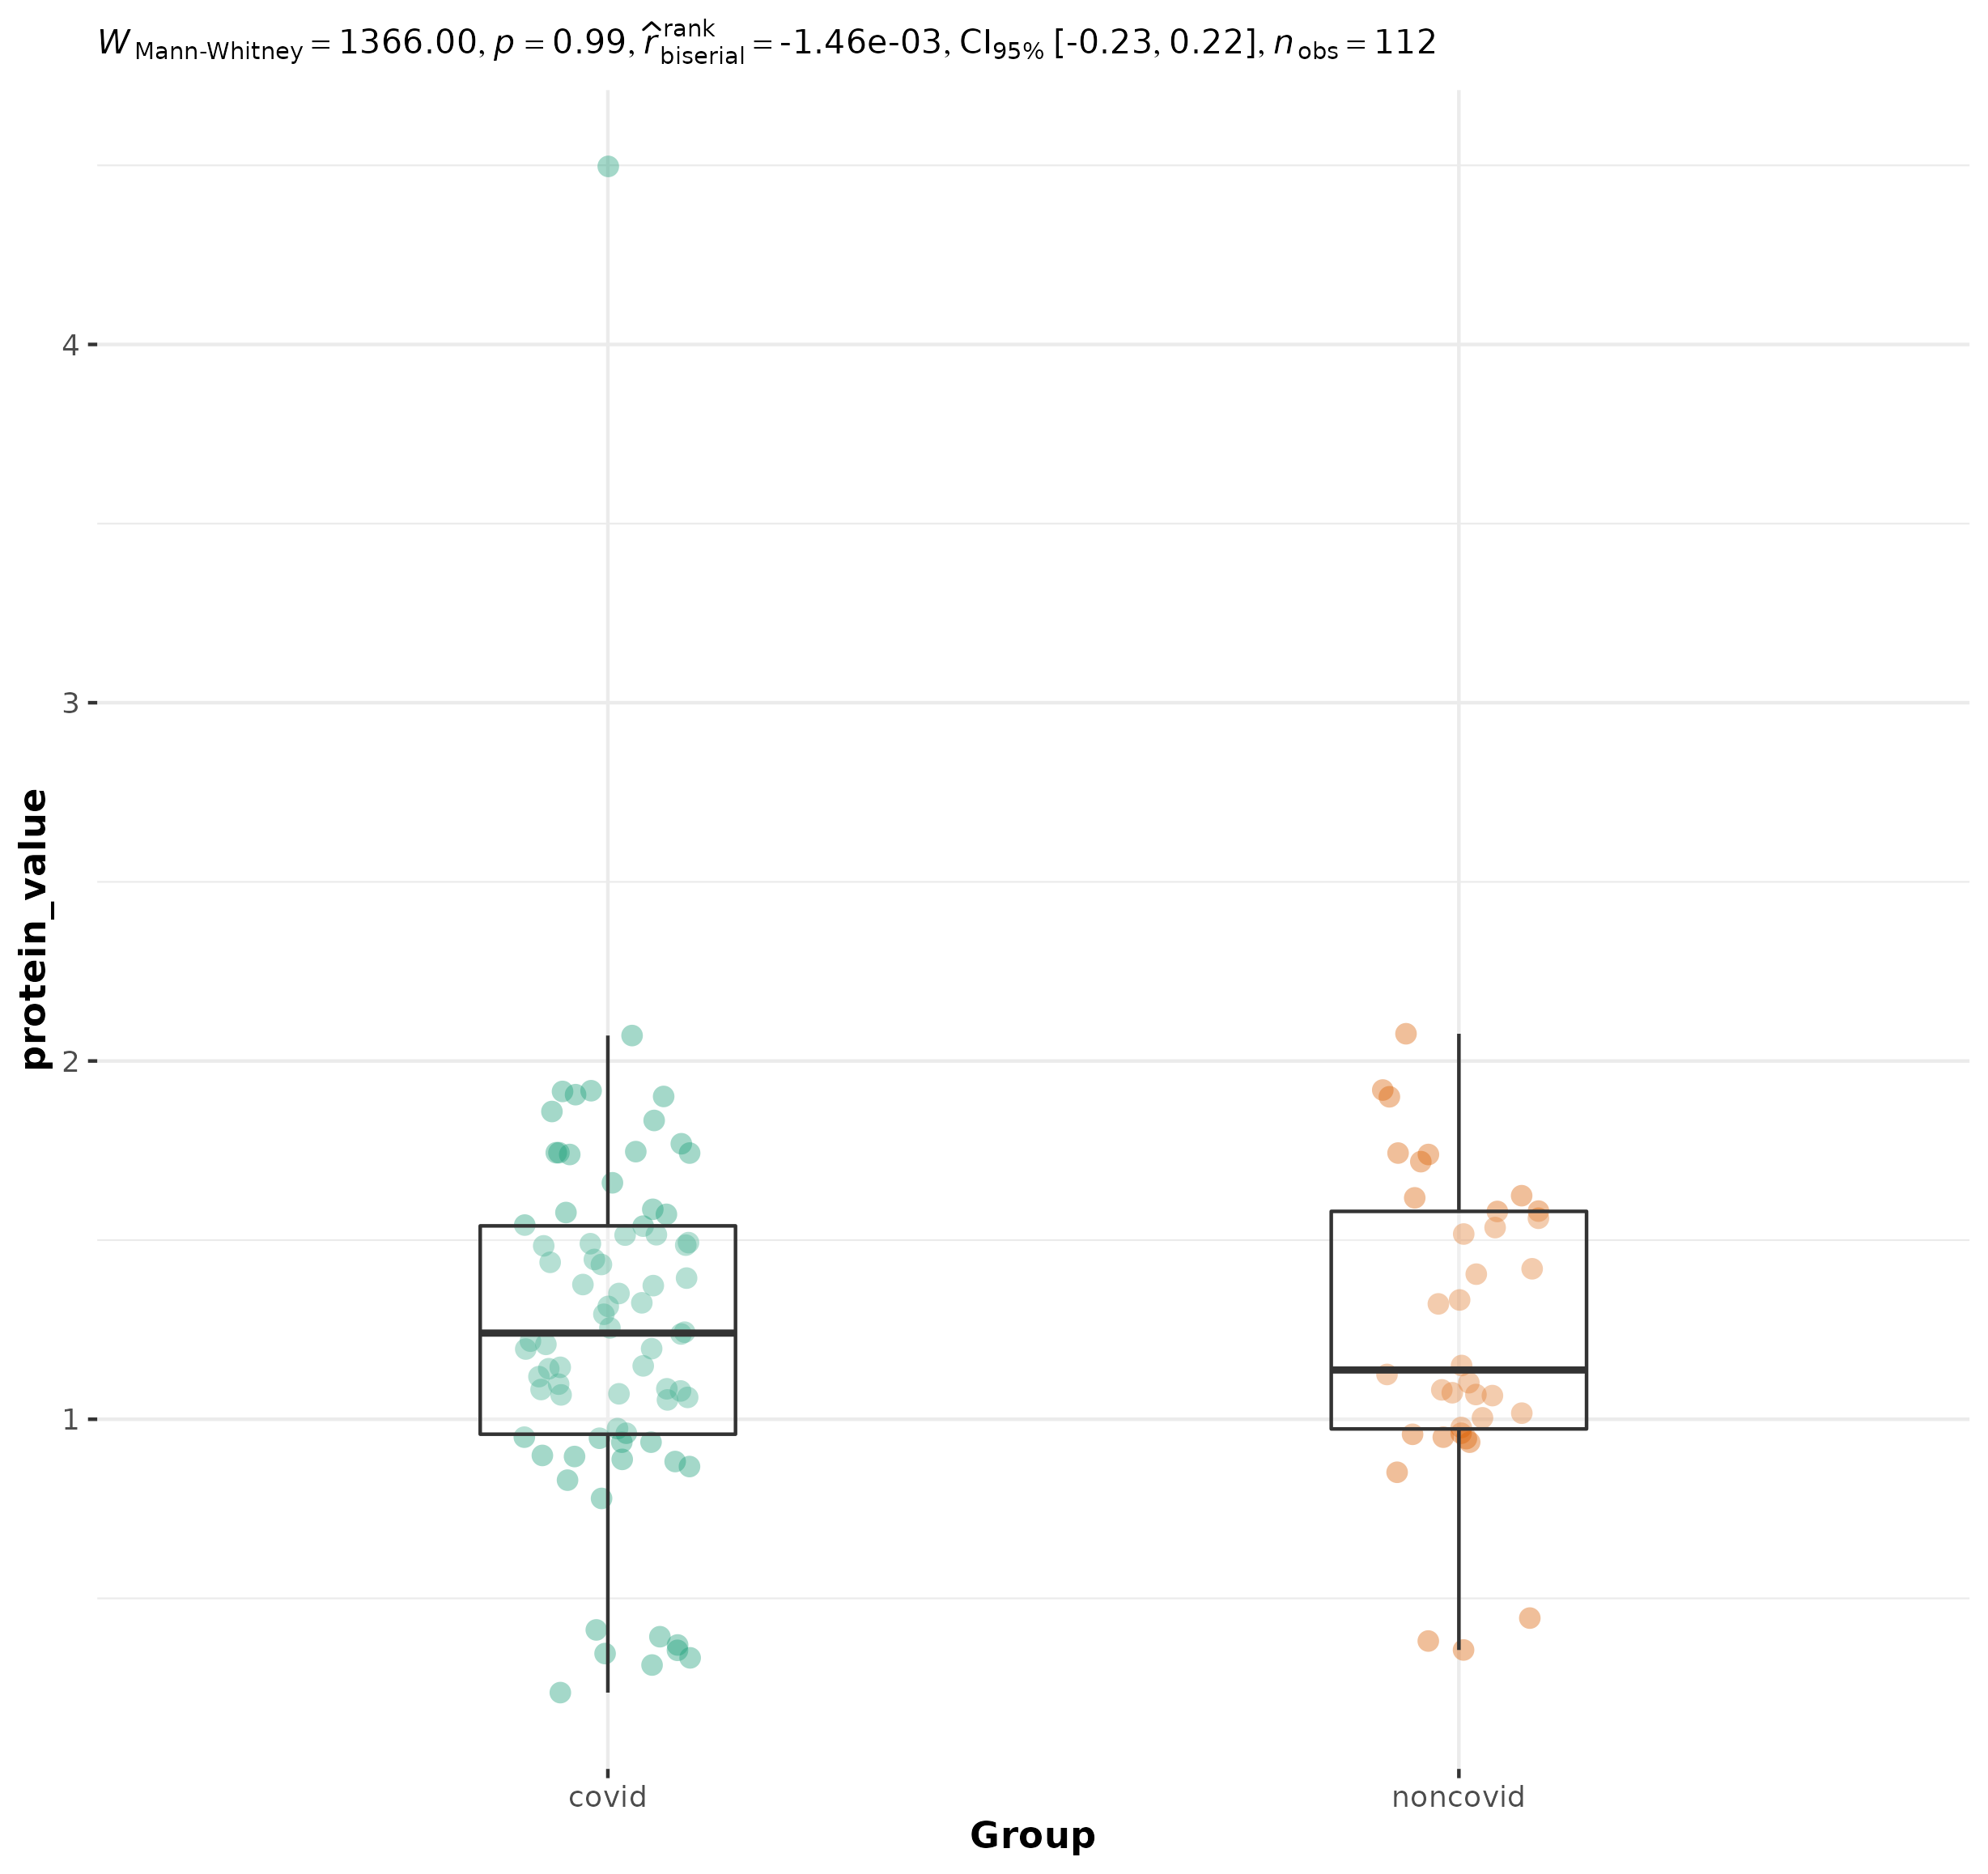 W Mann-Whitney = 1366.00, p = 0.99, r̂ rank biserial = -1.46e-03, CI95% [-0.23, 0.22], n obs = 112
4
3
2
1
protein_value
covid noncovid
Group